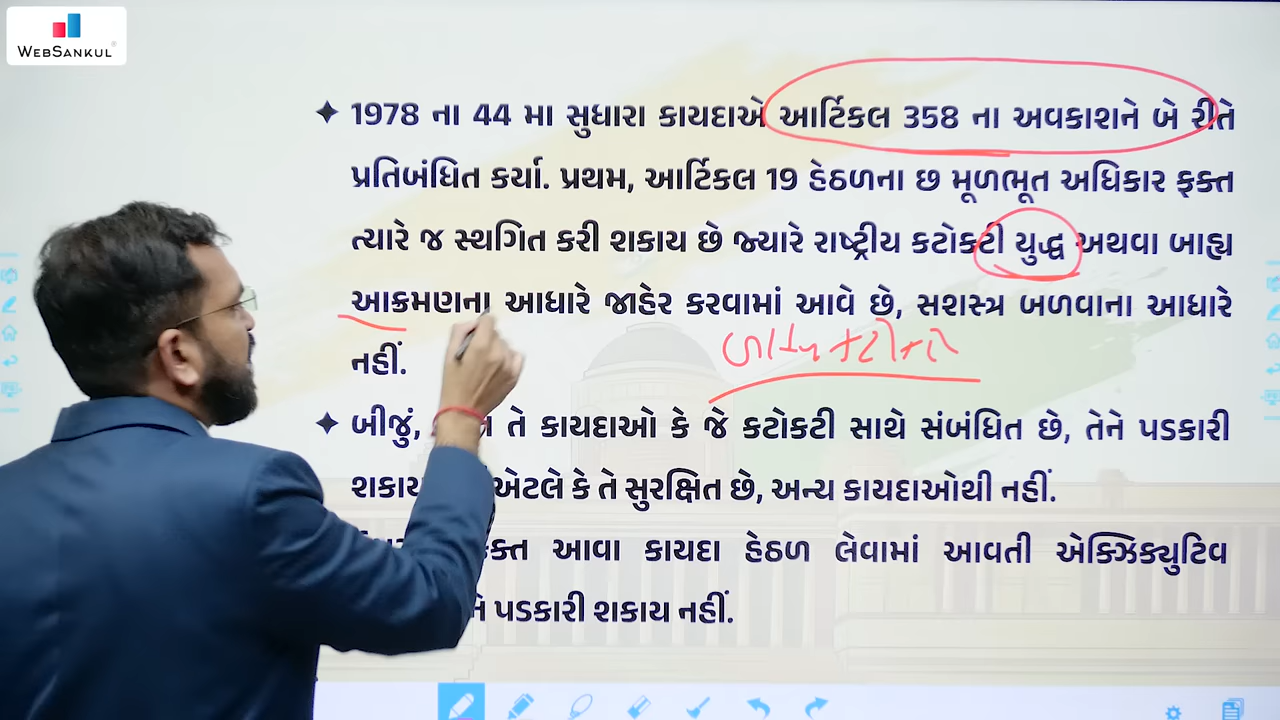 WEBSANKUL
✦ 1978 ના 44 મા સુધારા કાયદાએ આર્ટિકલ 358 ના અવકાશને બે રીતે
પ્રતિબંધિત કર્યા. પ્રથમ, આર્ટિકલ 19 હેઠળના છ મૂળભૂત અધિકાર ફક્ત
ત્યારે જ સ્થગિત કરી શકાય છે જ્યારે રાષ્ટ્રીય કટોકટી યુદ્ધ અથવા બાહ્ય
આક્રમણના આધારે જાહેર કરવામાં આવે છે, સશસ્ત્ર બળવાના આધારે
નહીં.
✦ બીજું, તે કાયદાઓ કે જે કટોકટી સાથે સંબંધિત છે, તેને પડકારી
એટલે કે તે સુરક્ષિત છે, અન્ય કાયદાઓથી નહીં.
આવા કાયદા હેઠળ લેવામાં આવતી એક્ઝિક્યુટિવ
પડકારી શકાય નહીં.